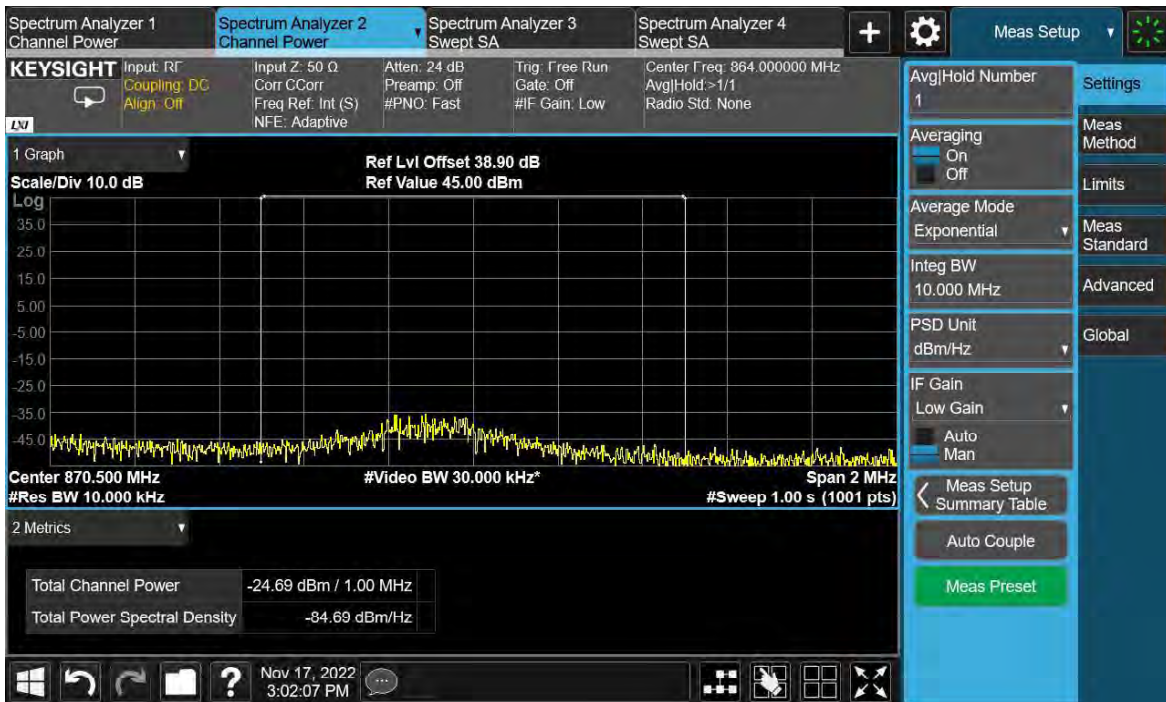 Spectrum Analyzer 1
Channel Power
Spectrum Analyzer 2
Channel Power
Spectrum Analyzer 3
Swept SA
Spectrum Analyzer 4
Swept SA
+
Meas Setup
KEYSIGHT
LXI
Input: RF
Coupling: DC
Align: Off
Input Z: 50 Ω
Corr CCorr
Freq Ref: Int (S)
NFE: Adaptive
Atten: 24 dB
Preamp: Off
#PNO: Fast
Trig: Free Run
Gate: Off
#IF Gain: Low
Center Freq: 864.000000 MHz
Avg|Hold:>1/1
Radio Std: None
1 Graph
Scale/Div 10.0 dB
Ref Lvl Offset 38.90 dB
Ref Value 45.00 dBm
Log
35.0
25.0
15.0
5.00
-5.00
-15.0
-25.0
-35.0
-45.0
Center 870.500 MHz
#Video BW 30.000 kHz*
Span 2 MHz
#Res BW 10.000 kHz
#Sweep 1.00 s (1001 pts)
2 Metrics
Total Channel Power -24.69 dBm / 1.00 MHz
Total Power Spectral Density -84.69 dBm/Hz
?
Nov 17, 2022
3:02:07 PM
Avg|Hold Number
1
Averaging
On
Off
Average Mode
Exponential
Integ BW
10.000 MHz
PSD Unit
dBm/Hz
IF Gain
Low Gain
Auto
Man
Meas Setup
Summary Table
Auto Couple
Meas Preset
Settings
Meas
Method
Limits
Meas
Standard
Advanced
Global